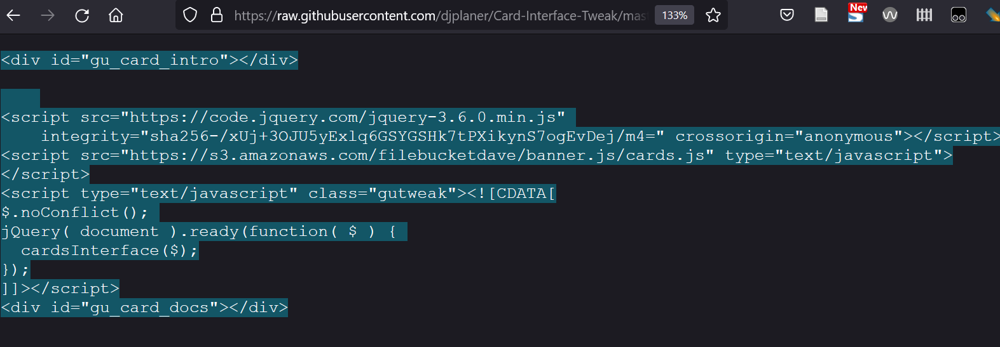 https://raw.githubusercontent.com/djplaner/Card-Interface-Tweak/mas
133%
New
<div id="gu_card_intro"></div>
<script src="https://code.jquery.com/jquery-3.6.0.min.js"
    integrity="sha256-/xUj+3OJU5yExlq6GSYGSHk7tPXikynS7ogEvDej/m4=" crossorigin="anonymous"></script>
<script src="https://s3.amazonaws.com/filebucketdave/banner.js/cards.js" type="text/javascript">
</script>
<script type="text/javascript" class="gutweak"><![CDATA[
$.noConflict();
jQuery( document ).ready(function( $ ) {
  cardsInterface($);
});
]]></script>
<div id="gu_card_docs"></div>